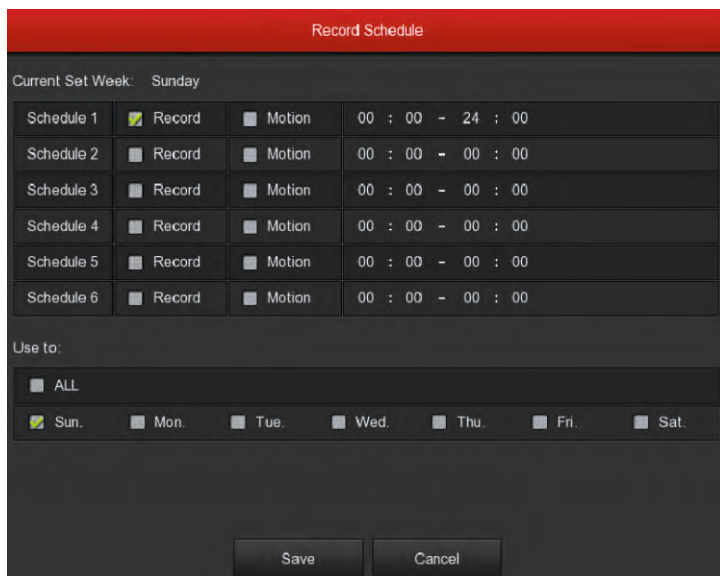 Record Schedule
Current Set Week: Sunday
Schedule 1 Record Motion 00 : 00 - 24 : 00
Schedule 2 Record Motion 00 : 00 - 00 : 00
Schedule 3 Record Motion 00 : 00 - 00 : 00
Schedule 4 Record Motion 00 : 00 - 00 : 00
Schedule 5 Record Motion 00 : 00 - 00 : 00
Schedule 6 Record Motion 00 : 00 - 00 : 00
Use to:
ALL
Sun. Mon. Tue. Wed. Thu. Fri. Sat.
Save Cancel